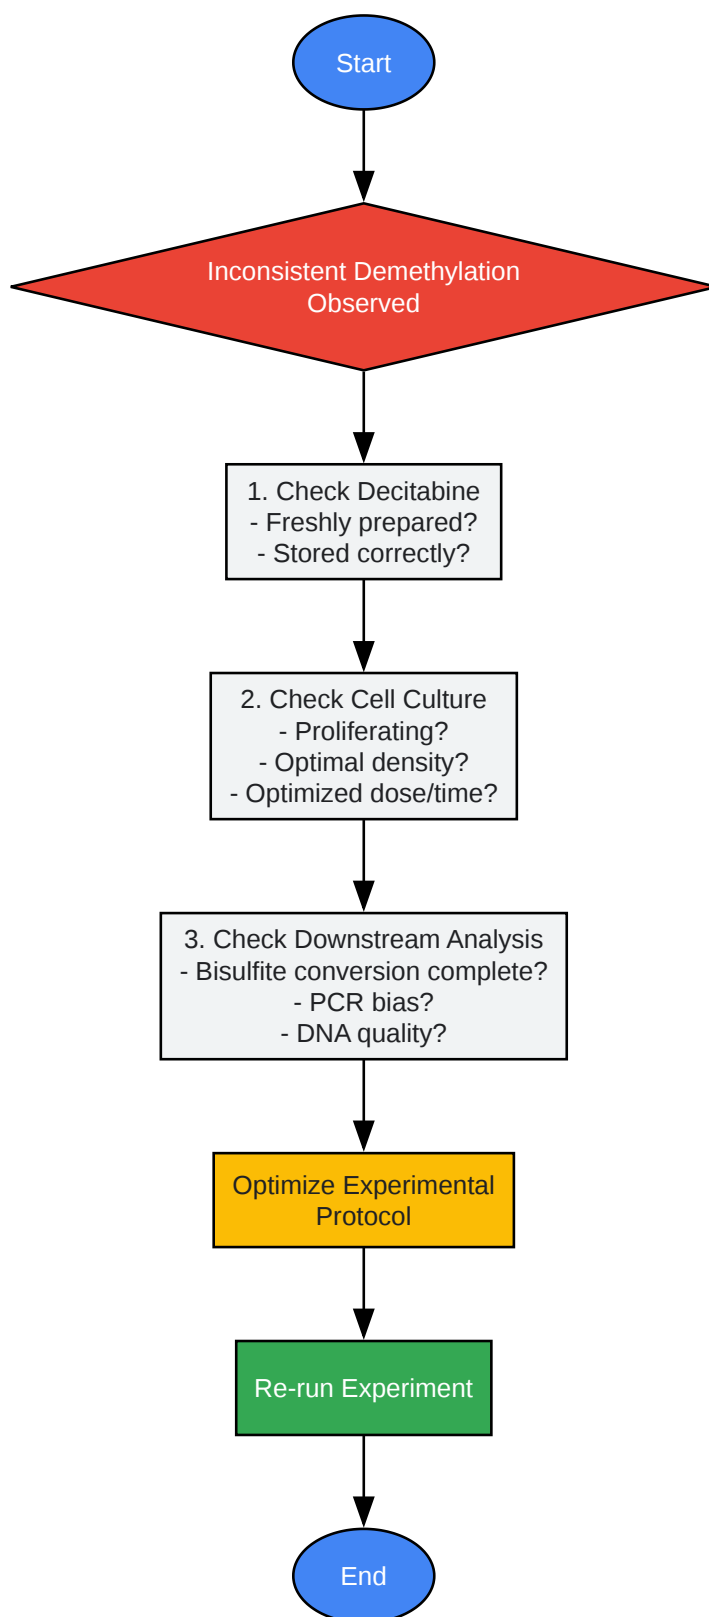 Start
Inconsistent Demethylation
Observed
1. Check Decitabine
- Freshly prepared?
- Stored correctly?
2. Check Cell Culture
- Proliferating?
- Optimal density?
- Optimized dose/time?
3. Check Downstream Analysis
- Bisulfite conversion complete?
- PCR bias?
- DNA quality?
Optimize Experimental
Protocol
Re-run Experiment
End